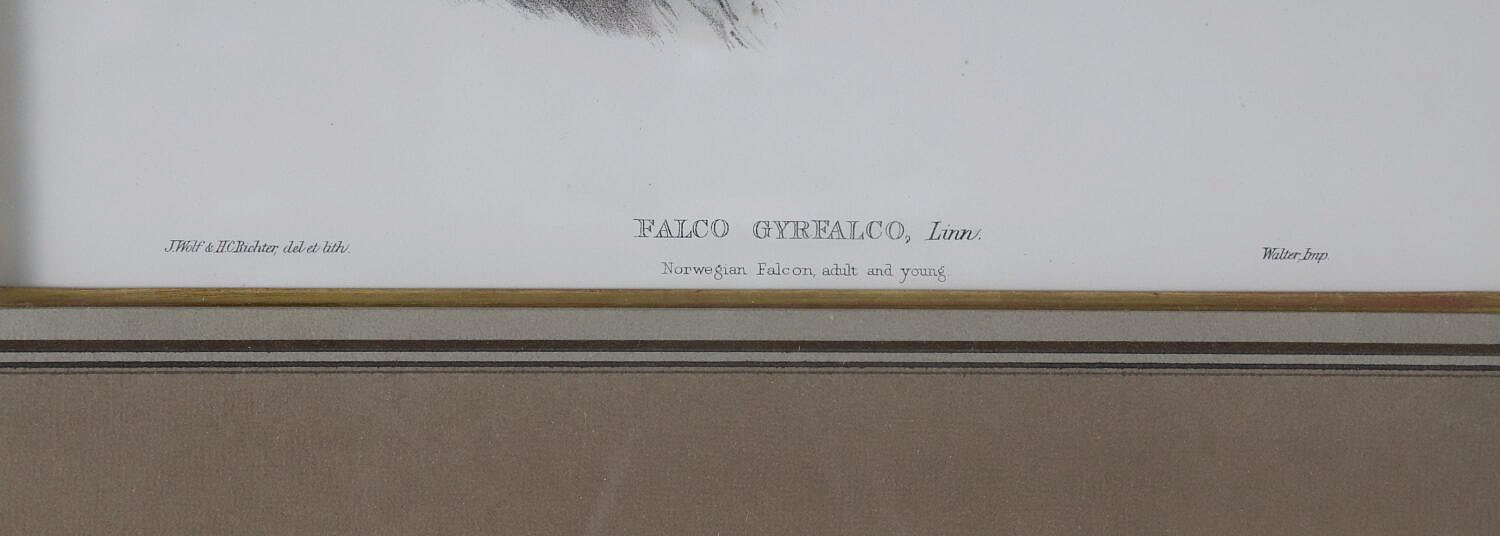 FALCO GYRFALCO, Linn.
J. Wolf & H.C. Richter, del et lith.
Walter, Imp.
Norwegian Falcon, adult and young.